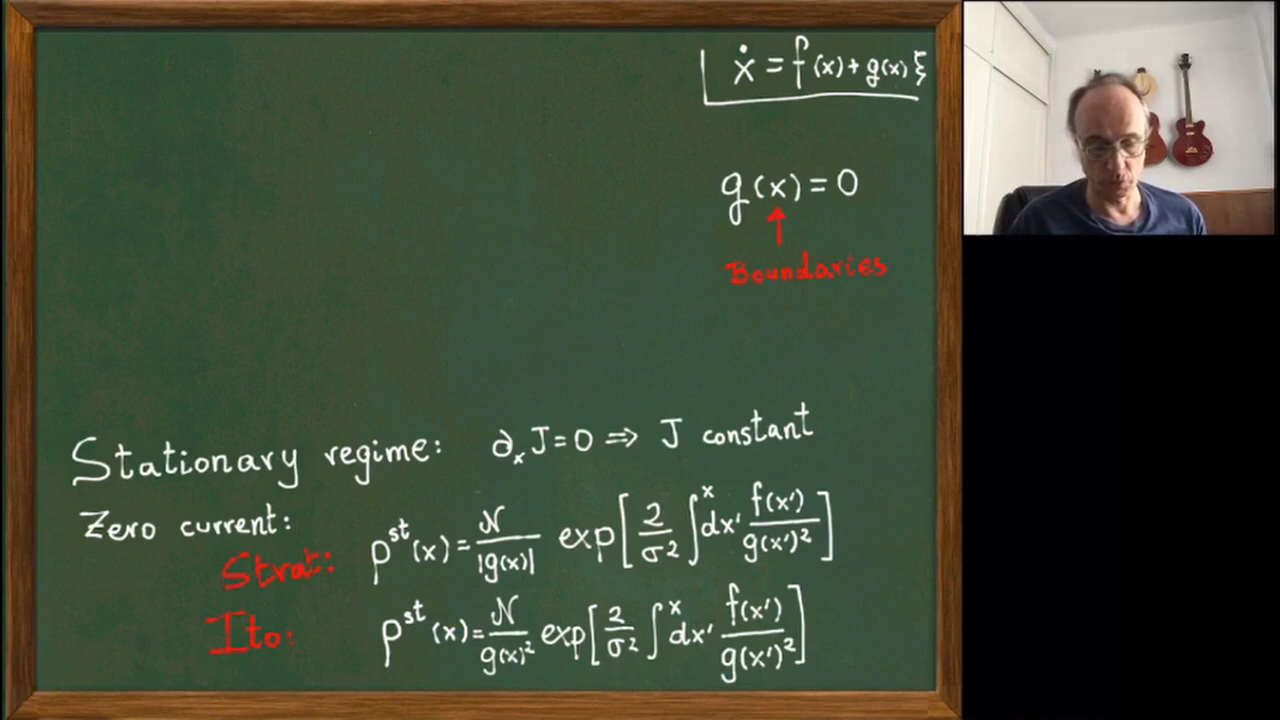 ẋ = f(x) + g(x) ξ
g(x) = 0
↑
Boundaries
Stationary regime: ∂ₓJ = 0 ⇒ J constant
Zero current:
Strat: ρˢᵗ(x) = 𝒩/|g(x)| exp[2/σ² ∫ˣ dx' f(x')/g(x')²]
Ito: ρˢᵗ(x) = 𝒩/g(x)² exp[2/σ² ∫ˣ dx' f(x')/g(x')²]